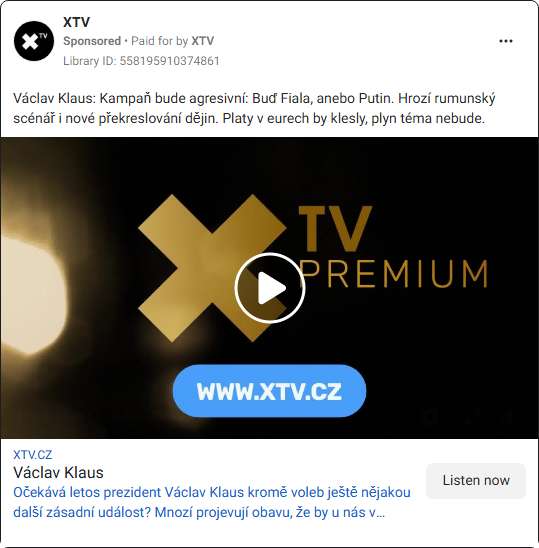 XTV
Sponsored • Paid for by XTV
Library ID: 558195910374861
Václav Klaus: Kampaň bude agresivní: Buď Fiala, anebo Putin. Hrozí rumunský
scénář i nové překreslování dějin. Platy v eurech by klesly, plyn téma nebude.
X TV
PREMIUM
WWW.XTV.CZ
XTV.CZ
Václav Klaus
Listen now
Očekává letos prezident Václav Klaus kromě voleb ještě nějakou
další zásadní událost? Mnozí projevují obavu, že by u nás v...